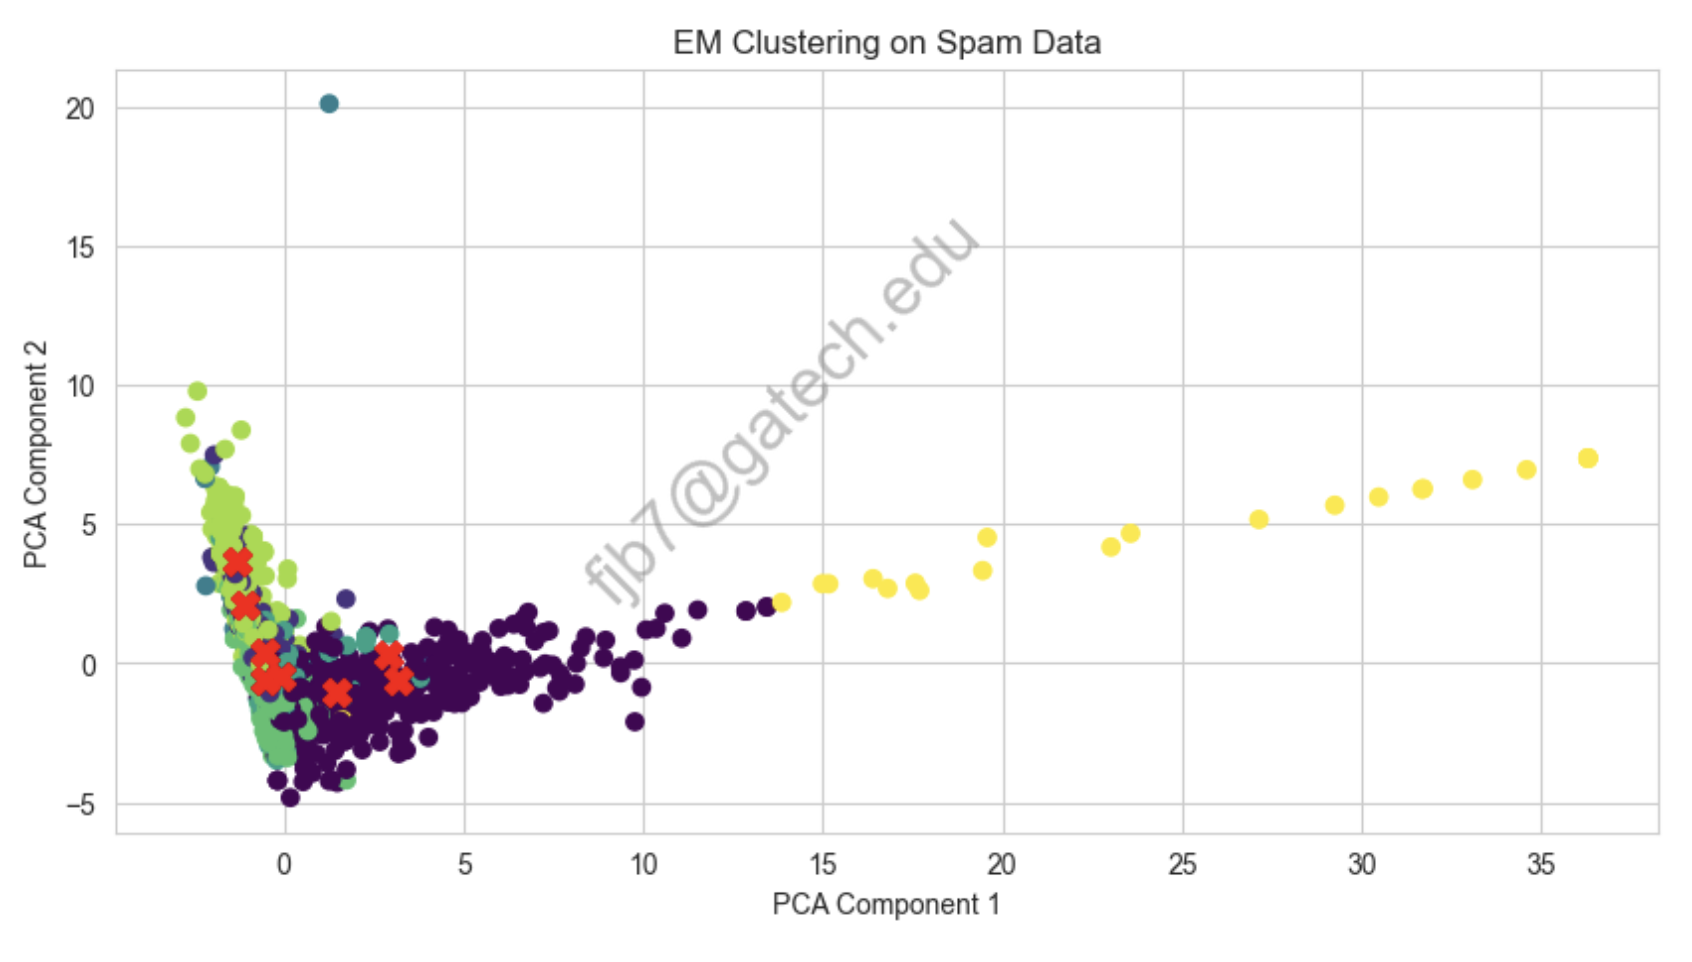 EM Clustering on Spam Data
20
15
10
5
0
−5
PCA Component 2
0 5 10 15 20 25 30 35
PCA Component 1
fjb7@gatech.edu